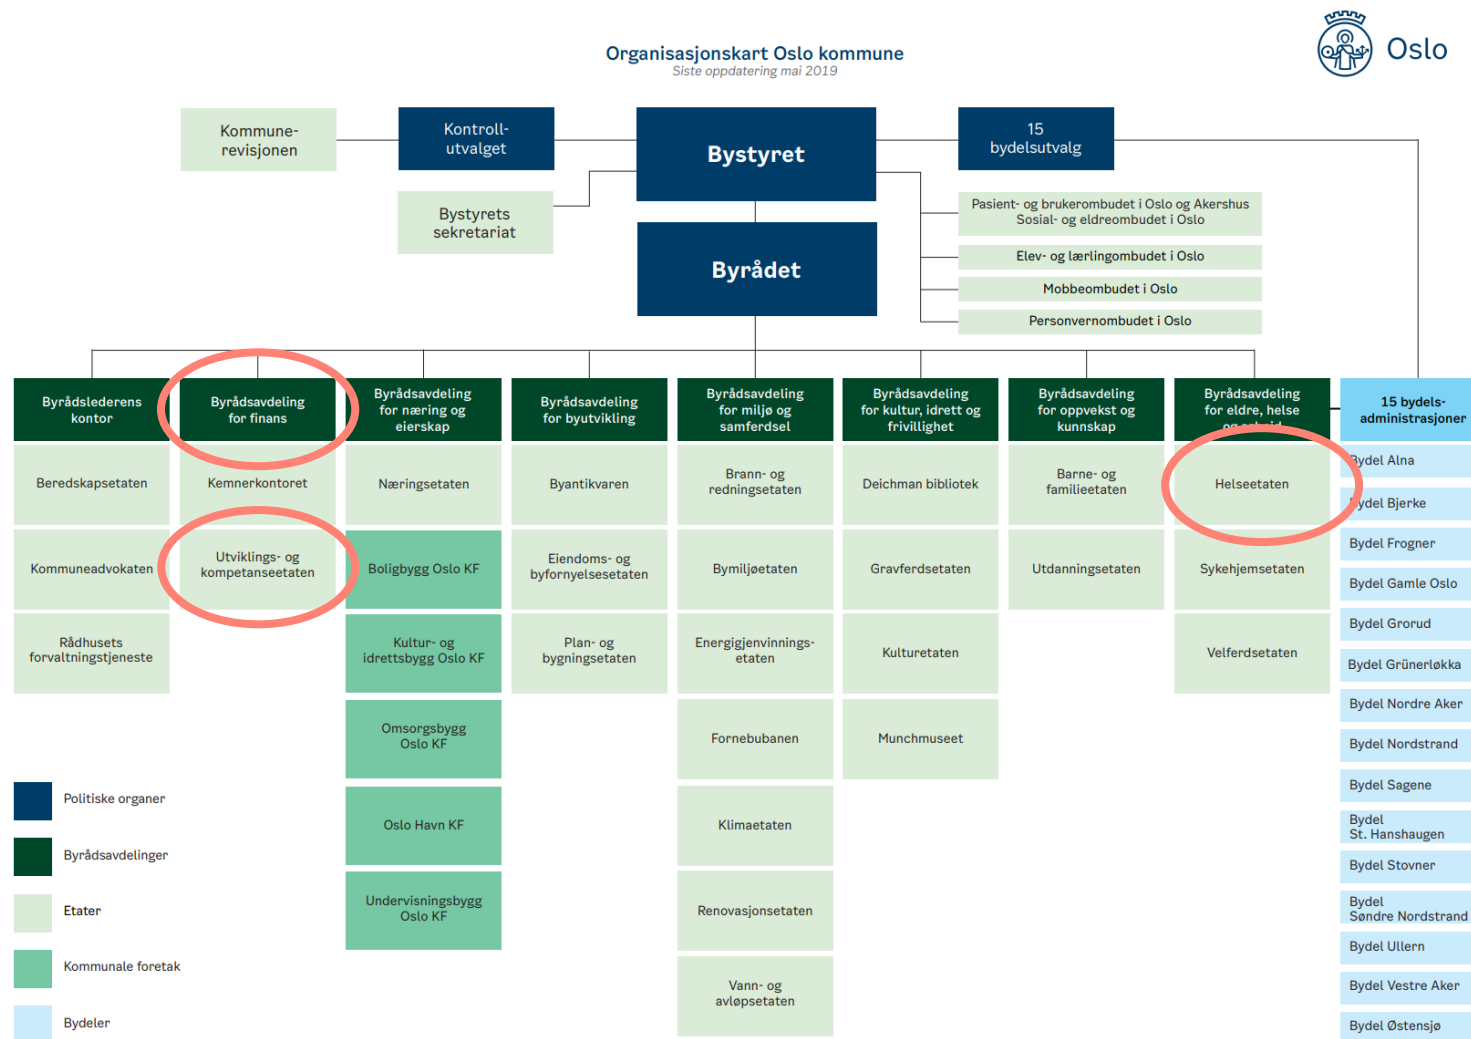 Oslo
Organisasjonskart Oslo kommune
Siste oppdatering mai 2019
Kommune-
revisjonen
Kontroll-
utvalget
Bystyret
15
bydelsutvalg
Bystyrets
sekretariat
Pasient- og brukerombudet i Oslo og Akershus
Sosial- og eldreombudet i Oslo
Byrådet
Elev- og lærlingombudet i Oslo
Mobbeombudet i Oslo
Personvernombudet i Oslo
Byrådslederens
kontor
Beredskapsetaten
Kommuneadvokaten
Rådhusets
forvaltningstjeneste
Byrådsavdeling
for finans
Kemnerkontoret
Utviklings- og
kompetanseetaten
Byrådsavdeling
for næring og
eierskap
Næringsetaten
Boligbygg Oslo KF
Kultur- og
idrettsbygg Oslo KF
Omsorgsbygg
Oslo KF
Oslo Havn KF
Undervisningsbygg
Oslo KF
Byrådsavdeling
for byutvikling
Byantikvaren
Eiendoms- og
byfornyelsesetaten
Plan- og
bygningsetaten
Byrådsavdeling
for miljø og
samferdsel
Brann- og
redningsetaten
Bymiljøetaten
Energigjenvinnings-
etaten
Fornebubanen
Klimaetaten
Renovasjonsetaten
Vann- og
avløpsetaten
Byrådsavdeling
for kultur, idrett og
frivillighet
Deichman bibliotek
Gravferdsetaten
Kulturetaten
Munchmuseet
Byrådsavdeling
for oppvekst og
kunnskap
Barne- og
familieetaten
Utdanningsetaten
Byrådsavdeling
for eldre, helse
og arbeid
Helseetaten
Sykehjemsetaten
Velferdsetaten
15 bydels-
administrasjoner
Bydel Alna
Bydel Bjerke
Bydel Frogner
Bydel Gamle Oslo
Bydel Grorud
Bydel Grünerløkka
Bydel Nordre Aker
Bydel Nordstrand
Bydel Sagene
Bydel
St. Hanshaugen
Bydel Stovner
Bydel
Søndre Nordstrand
Bydel Ullern
Bydel Vestre Aker
Bydel Østensjø
Politiske organer
Byrådsavdelinger
Etater
Kommunale foretak
Bydeler